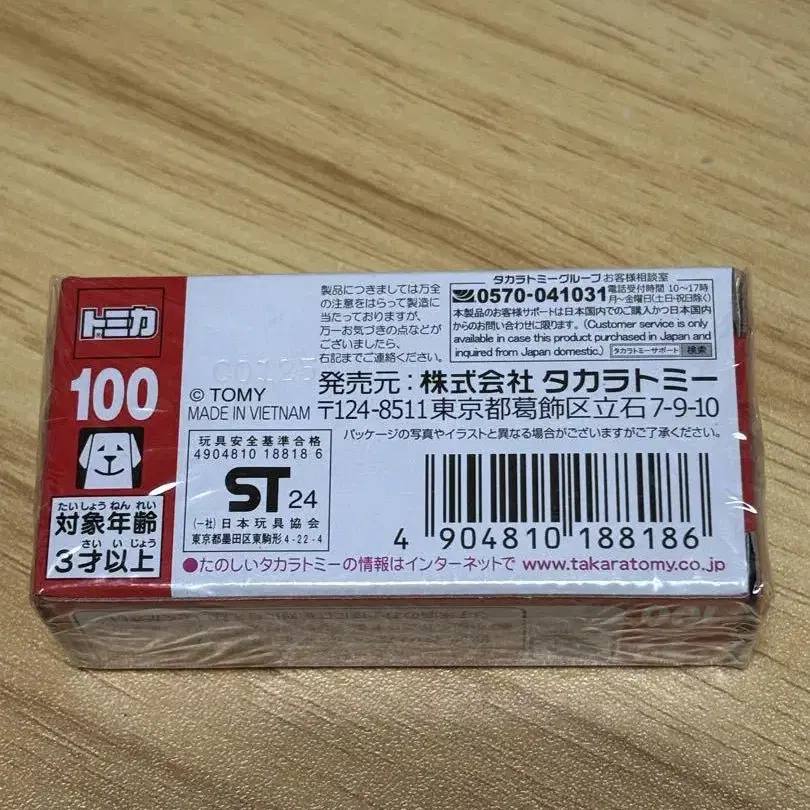 トミカ
100
たいしょう ねん れい
対象年齢
さい い じょう
3才以上
製品につきましては万全
の注意をはらって製造に
当たっておりますが、
万一お気づきの点などが
ございましたら、
右記までご連絡ください。
タカラトミーグループ お客様相談室
0570-041031 電話受付時間 10〜17時
月〜金曜日(土・日・祝日除く)
本製品のお客様サポートは日本国内でのご購入かつ日本国内
からのお問い合わせに限ります。(Customer service is only
available in case this product purchased in Japan and
inquired from Japan domestic.) タカラトミーサポート 検索
© TOMY
MADE IN VIETNAM
発売元:株式会社 タカラトミー
〒124-8511 東京都葛飾区立石7-9-10
パッケージの写真やイラストと異なる場合がございますがご了承ください。
玩具安全基準合格
4904810 18818 6
ST 24
(一社)日本玩具協会
東京都墨田区東駒形4-22-4
4 904810 188186
●たのしいタカラトミーの情報はインターネットで www.takaratomy.co.jp